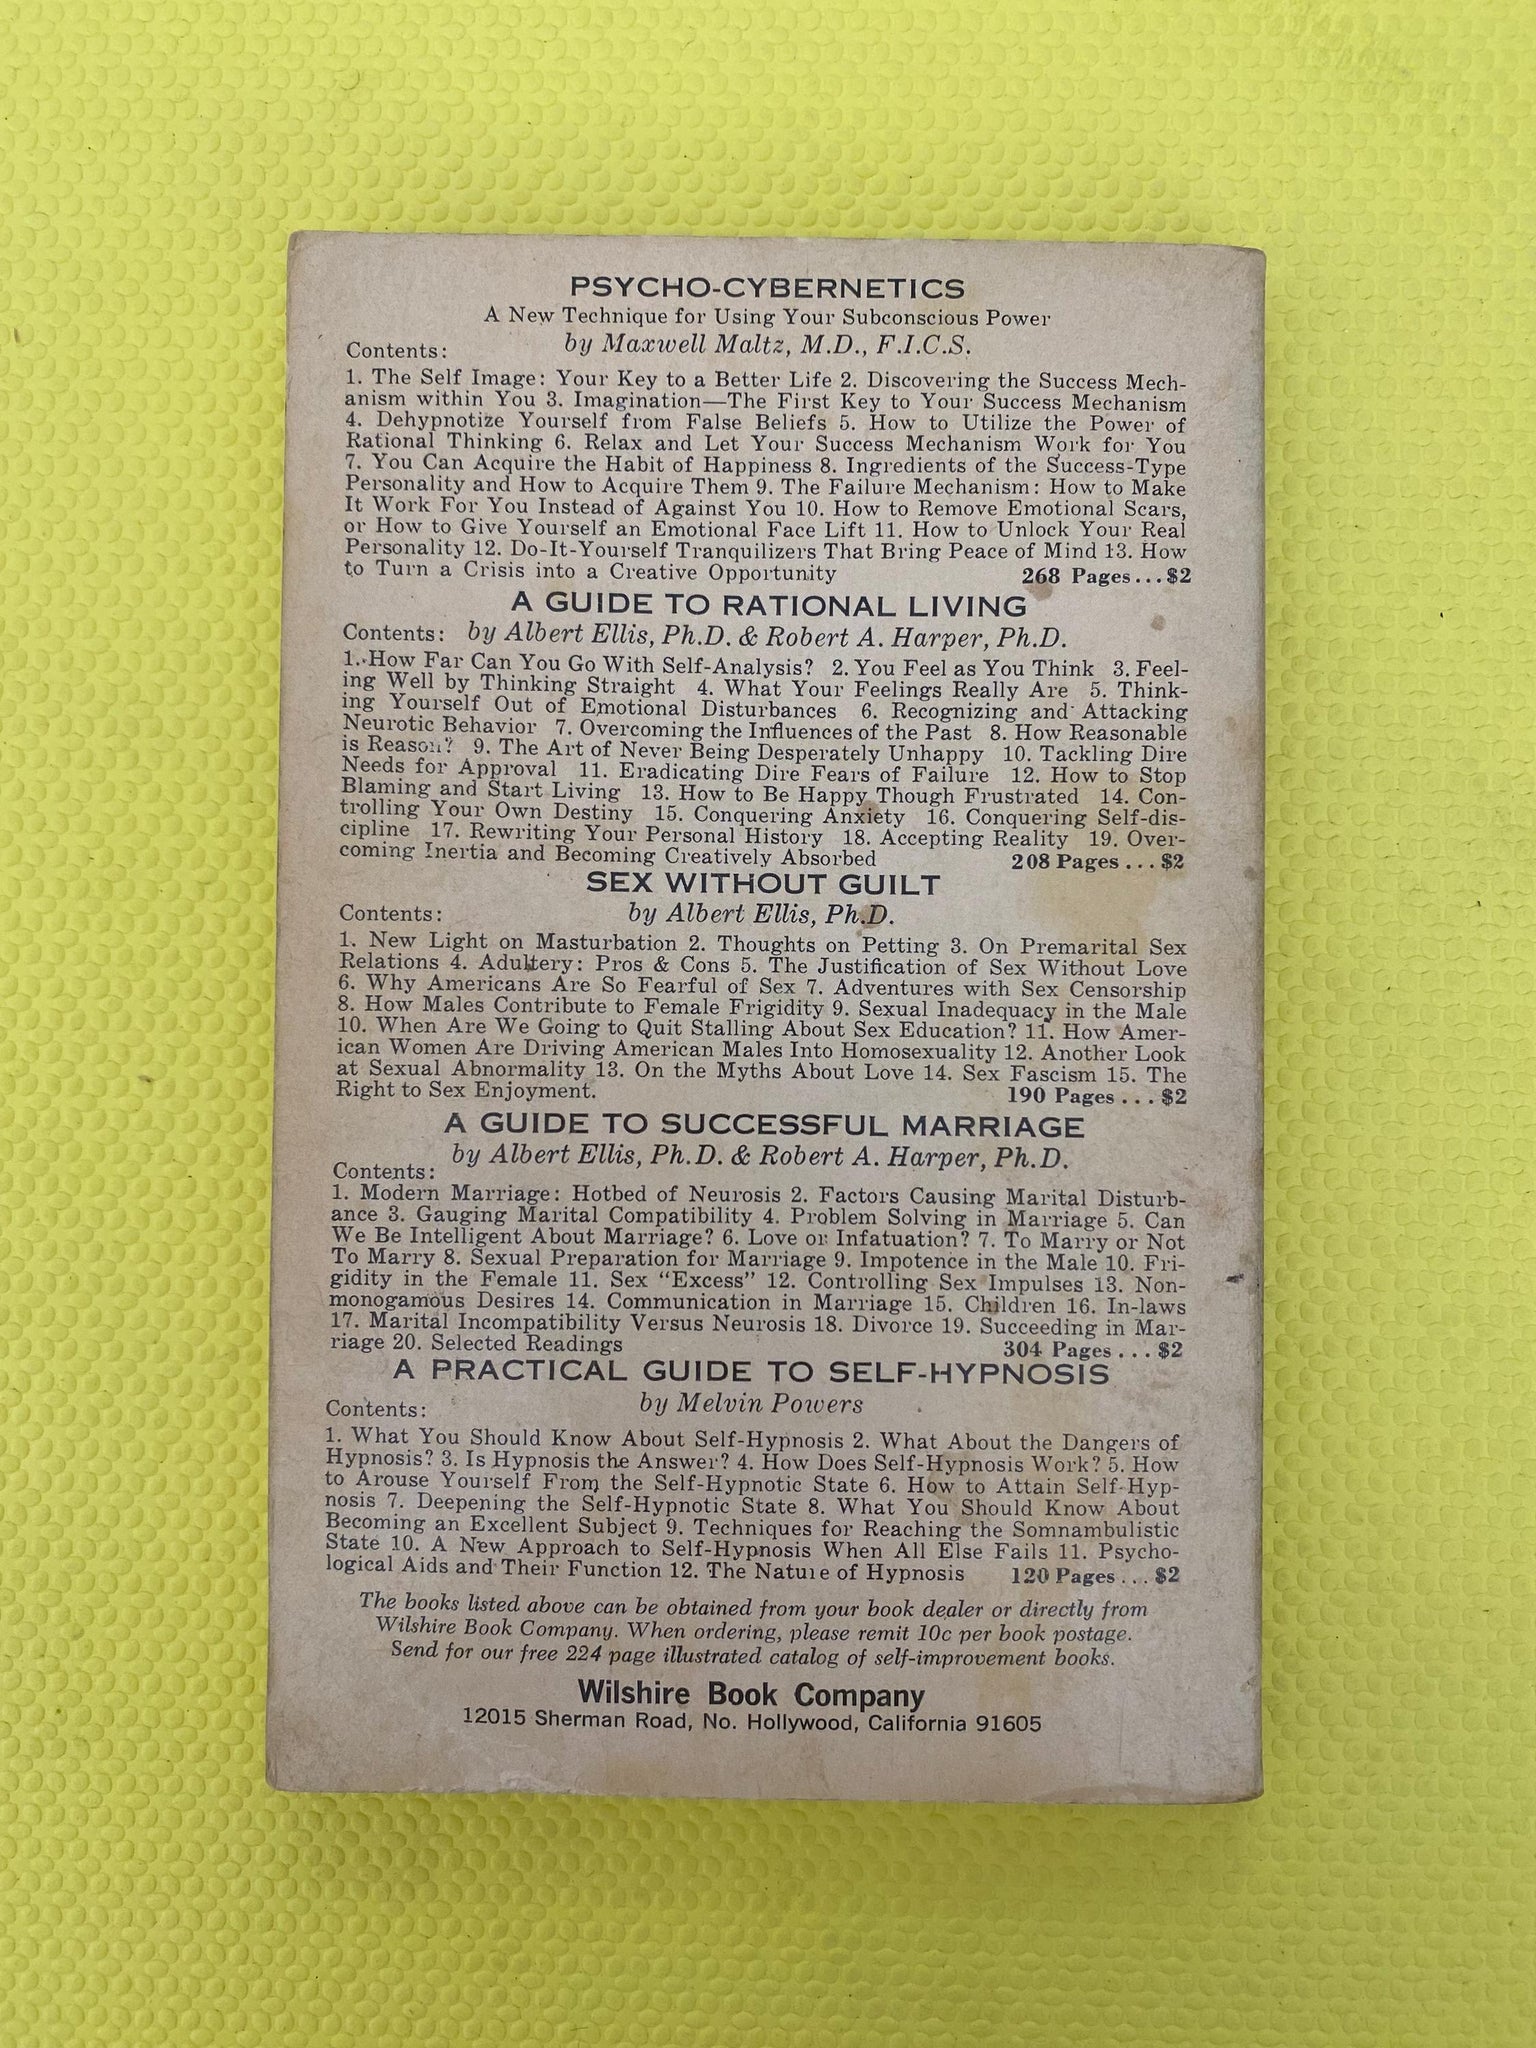 PSYCHO-CYBERNETICS
A New Technique for Using Your Subconscious Power
by Maxwell Maltz, M.D., F.I.C.S.
Contents:
1. The Self Image: Your Key to a Better Life 2. Discovering the Success Mech-
anism within You 3. Imagination—The First Key to Your Success Mechanism
4. Dehypnotize Yourself from False Beliefs 5. How to Utilize the Power of
Rational Thinking 6. Relax and Let Your Success Mechanism Work for You
7. You Can Acquire the Habit of Happiness 8. Ingredients of the Success-Type
Personality and How to Acquire Them 9. The Failure Mechanism: How to Make
It Work For You Instead of Against You 10. How to Remove Emotional Scars,
or How to Give Yourself an Emotional Face Lift 11. How to Unlock Your Real
Personality 12. Do-It-Yourself Tranquilizers That Bring Peace of Mind 13. How
to Turn a Crisis into a Creative Opportunity 268 Pages...$2
A GUIDE TO RATIONAL LIVING
Contents: by Albert Ellis, Ph.D. & Robert A. Harper, Ph.D.
1. How Far Can You Go With Self-Analysis? 2. You Feel as You Think 3. Feel-
ing Well by Thinking Straight 4. What Your Feelings Really Are 5. Think-
ing Yourself Out of Emotional Disturbances 6. Recognizing and Attacking
Neurotic Behavior 7. Overcoming the Influences of the Past 8. How Reasonable
is Reason? 9. The Art of Never Being Desperately Unhappy 10. Tackling Dire
Needs for Approval 11. Eradicating Dire Fears of Failure 12. How to Stop
Blaming and Start Living 13. How to Be Happy Though Frustrated 14. Con-
trolling Your Own Destiny 15. Conquering Anxiety 16. Conquering Self-dis-
cipline 17. Rewriting Your Personal History 18. Accepting Reality 19. Over-
coming Inertia and Becoming Creatively Absorbed 208 Pages...$2
SEX WITHOUT GUILT
Contents: by Albert Ellis, Ph.D.
1. New Light on Masturbation 2. Thoughts on Petting 3. On Premarital Sex
Relations 4. Adultery: Pros & Cons 5. The Justification of Sex Without Love
6. Why Americans Are So Fearful of Sex 7. Adventures with Sex Censorship
8. How Males Contribute to Female Frigidity 9. Sexual Inadequacy in the Male
10. When Are We Going to Quit Stalling About Sex Education? 11. How Amer-
ican Women Are Driving American Males Into Homosexuality 12. Another Look
at Sexual Abnormality 13. On the Myths About Love 14. Sex Fascism 15. The
Right to Sex Enjoyment. 190 Pages...$2
A GUIDE TO SUCCESSFUL MARRIAGE
by Albert Ellis, Ph.D. & Robert A. Harper, Ph.D.
Contents:
1. Modern Marriage: Hotbed of Neurosis 2. Factors Causing Marital Disturb-
ance 3. Gauging Marital Compatibility 4. Problem Solving in Marriage 5. Can
We Be Intelligent About Marriage? 6. Love or Infatuation? 7. To Marry or Not
To Marry 8. Sexual Preparation for Marriage 9. Impotence in the Male 10. Fri-
gidity in the Female 11. Sex “Excess” 12. Controlling Sex Impulses 13. Non-
monogamous Desires 14. Communication in Marriage 15. Children 16. In-laws
17. Marital Incompatibility Versus Neurosis 18. Divorce 19. Succeeding in Mar-
riage 20. Selected Readings 304 Pages...$2
A PRACTICAL GUIDE TO SELF-HYPNOSIS
by Melvin Powers
Contents:
1. What You Should Know About Self-Hypnosis 2. What About the Dangers of
Hypnosis? 3. Is Hypnosis the Answer? 4. How Does Self-Hypnosis Work? 5. How
to Arouse Yourself From the Self-Hypnotic State 6. How to Attain Self-Hyp-
nosis 7. Deepening the Self-Hypnotic State 8. What You Should Know About
Becoming an Excellent Subject 9. Techniques for Reaching the Somnambulistic
State 10. A New Approach to Self-Hypnosis When All Else Fails 11. Psycho-
logical Aids and Their Function 12. The Nature of Hypnosis 120 Pages...$2
The books listed above can be obtained from your book dealer or directly from
Wilshire Book Company. When ordering, please remit 10c per book postage.
Send for our free 224 page illustrated catalog of self-improvement books.
Wilshire Book Company
12015 Sherman Road, No. Hollywood, California 91605